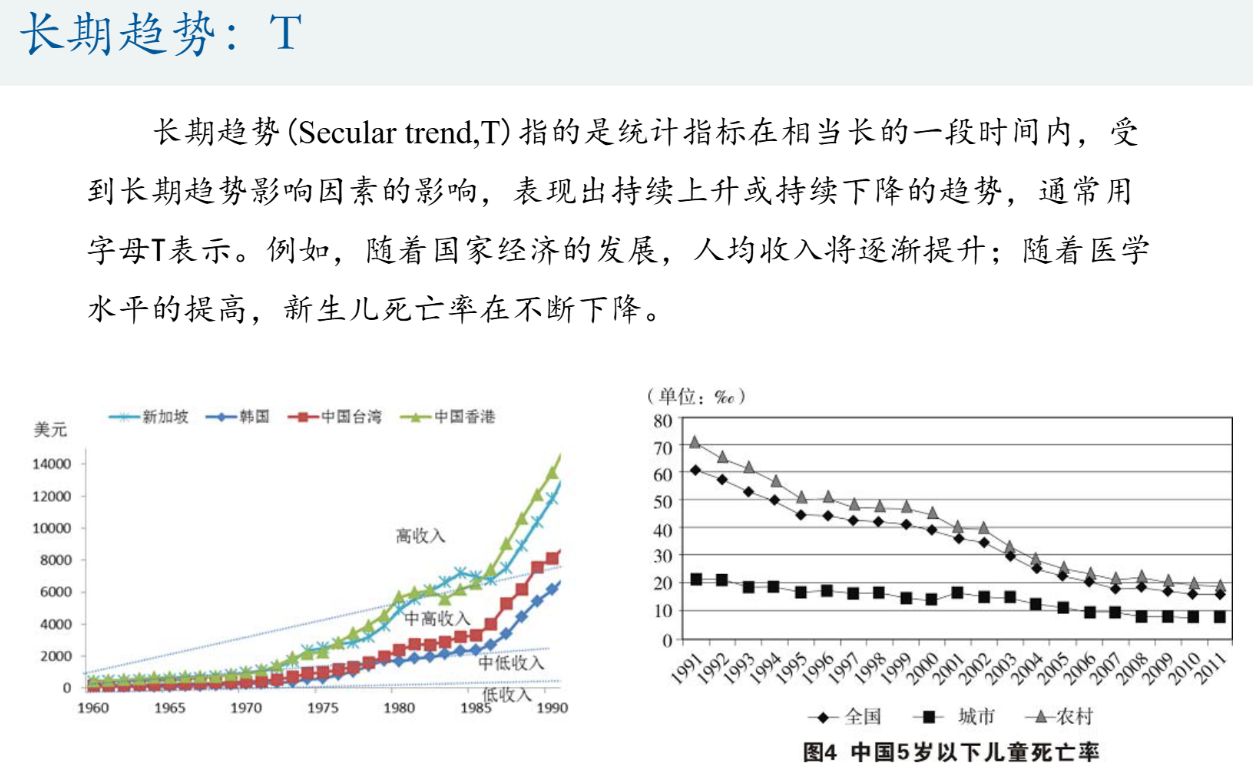 长期趋势：T
长期趋势(Secular trend,T)指的是统计指标在相当长的一段时间内，受
到长期趋势影响因素的影响，表现出持续上升或持续下降的趋势，通常用
字母T表示。例如，随着国家经济的发展，人均收入将逐渐提升；随着医学
水平的提高，新生儿死亡率在不断下降。
新加坡 韩国 中国台湾 中国香港
美元
14000
12000
10000
8000
6000
4000
2000
0
高收入
中高收入
中低收入
低收入
1960 1965 1970 1975 1980 1985 1990
（单位：‰）
80
70
60
50
40
30
20
10
0
1991 1992 1993 1994 1995 1996 1997 1998 1999 2000 2001 2002 2003 2004 2005 2006 2007 2008 2009 2010 2011
全国 城市 农村
图4 中国5岁以下儿童死亡率